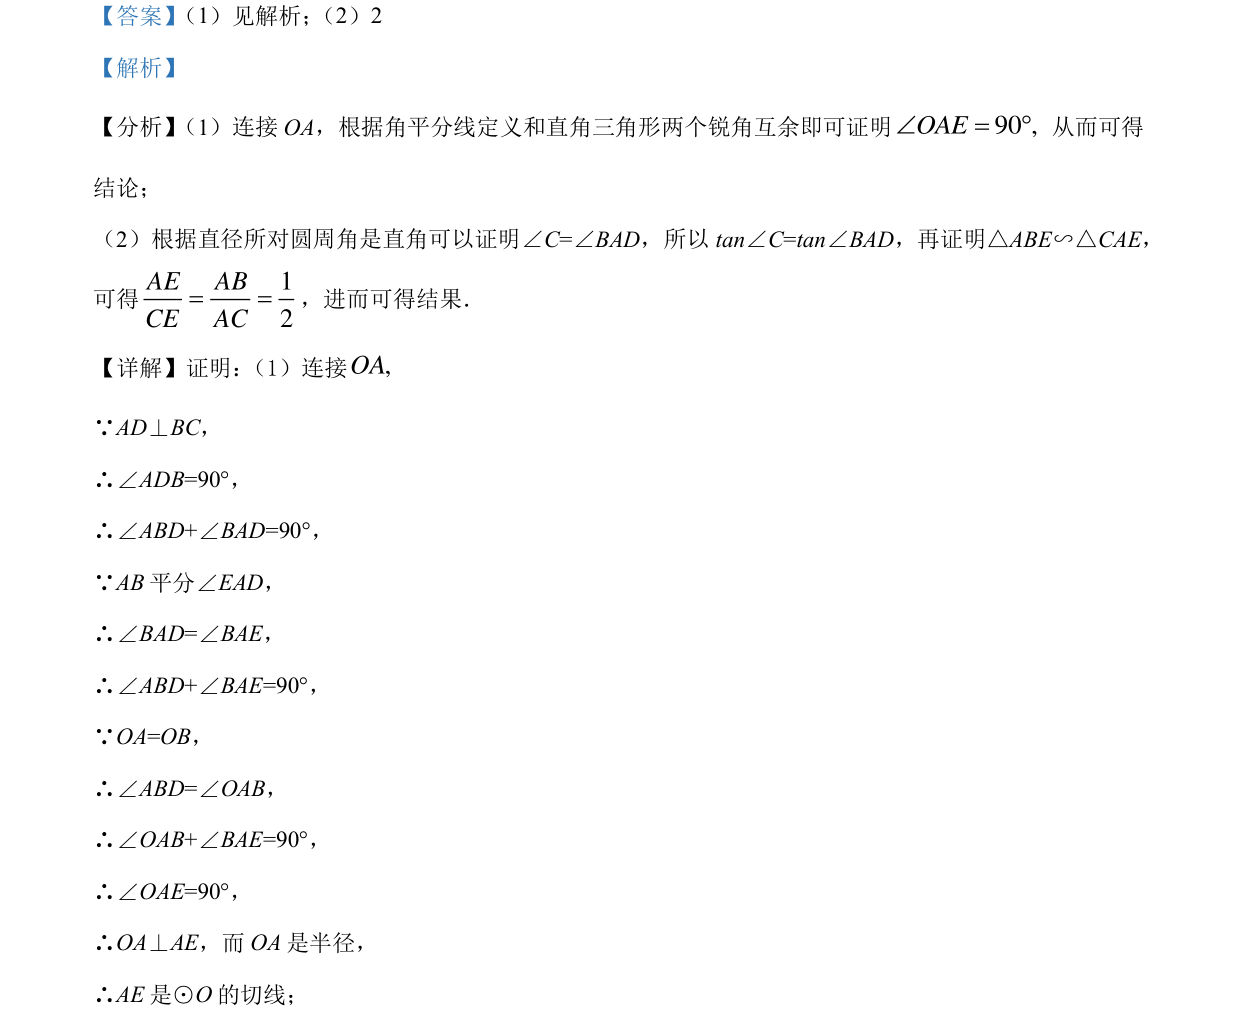 【答案】（1）见解析；（2）2
【解析】
【分析】（1）连接 OA，根据角平分线定义和直角三角形两个锐角互余即可证明∠OAE = 90°, 从而可得
结论；
（2）根据直径所对圆周角是直角可以证明∠C=∠BAD，所以 tan∠C=tan∠BAD，再证明△ABE∽△CAE，
可得 AE/CE = AB/AC = 1/2，进而可得结果．
【详解】证明：（1）连接OA,
∵AD⊥BC，
∴∠ADB=90°，
∴∠ABD+∠BAD=90°，
∵AB 平分∠EAD，
∴∠BAD=∠BAE，
∴∠ABD+∠BAE=90°，
∵OA=OB，
∴∠ABD=∠OAB，
∴∠OAB+∠BAE=90°，
∴∠OAE=90°，
∴OA⊥AE，而 OA 是半径，
∴AE 是⊙O 的切线；